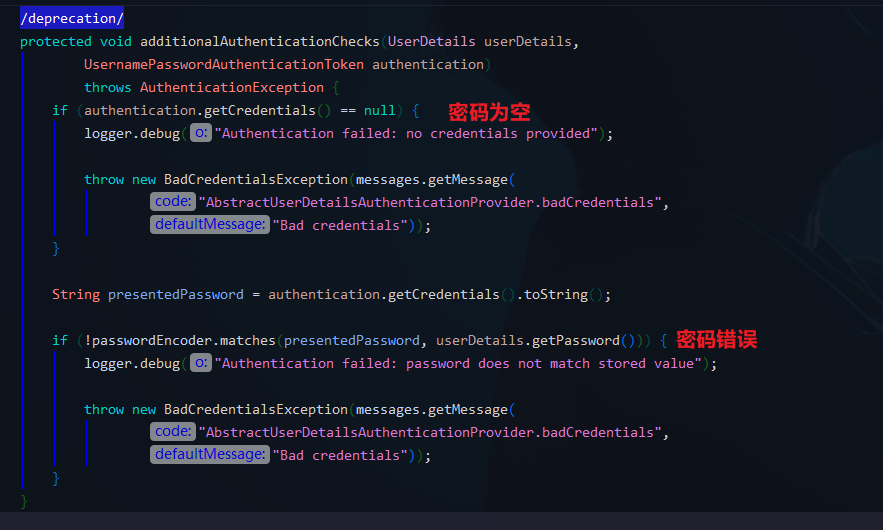 /deprecation/
protected void additionalAuthenticationChecks(UserDetails userDetails,
UsernamePasswordAuthenticationToken authentication)
throws AuthenticationException {
if (authentication.getCredentials() == null) { 密码为空
logger.debug( o: "Authentication failed: no credentials provided");
throw new BadCredentialsException(messages.getMessage(
code: "AbstractUserDetailsAuthenticationProvider.badCredentials",
defaultMessage: "Bad credentials"));
}
String presentedPassword = authentication.getCredentials().toString();
if (!passwordEncoder.matches(presentedPassword, userDetails.getPassword())) { 密码错误
logger.debug( o: "Authentication failed: password does not match stored value");
throw new BadCredentialsException(messages.getMessage(
code: "AbstractUserDetailsAuthenticationProvider.badCredentials",
defaultMessage: "Bad credentials"));
}
}